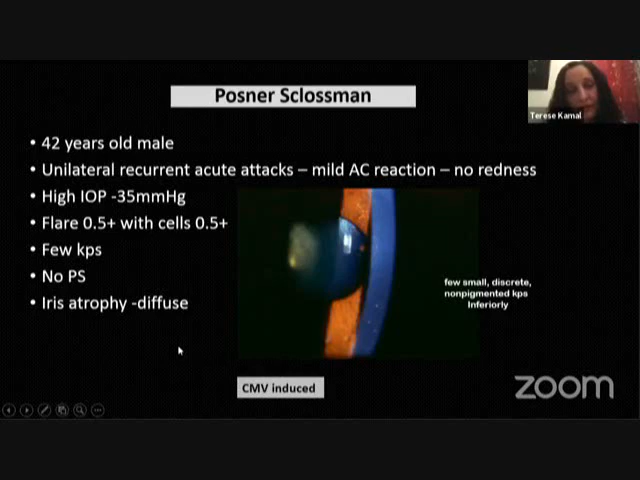 Posner Sclossman
Terese Kamal
• 42 years old male
• Unilateral recurrent acute attacks – mild AC reaction – no redness
• High IOP -35mmHg
• Flare 0.5+ with cells 0.5+
• Few kps
• No PS
• Iris atrophy -diffuse
few small, discrete,
nonpigmented kps
Inferiorly
CMV induced
zoom